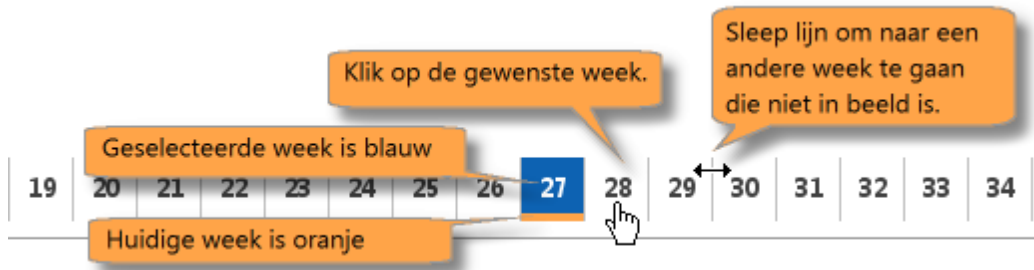 Sleep lijn om naar een
andere week te gaan
die niet in beeld is.
Klik op de gewenste week.
Geselecteerde week is blauw
19 20 21 22 23 24 25 26 27 28 29 30 31 32 33 34
Huidige week is oranje